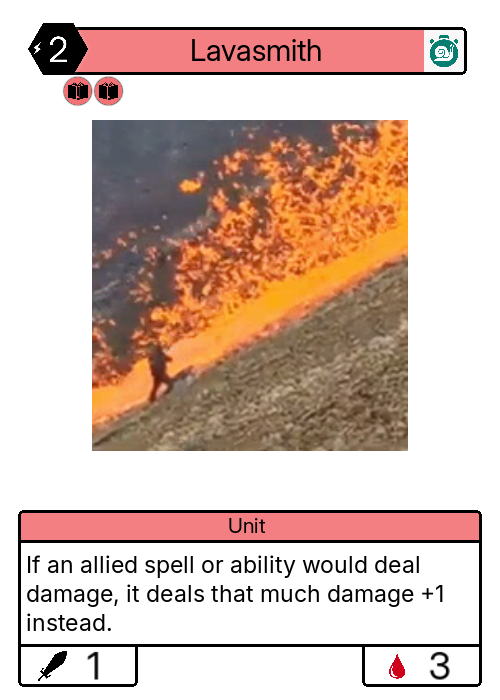 2
Lavasmith
Unit
If an allied spell or ability would deal
damage, it deals that much damage +1
instead.
1
3